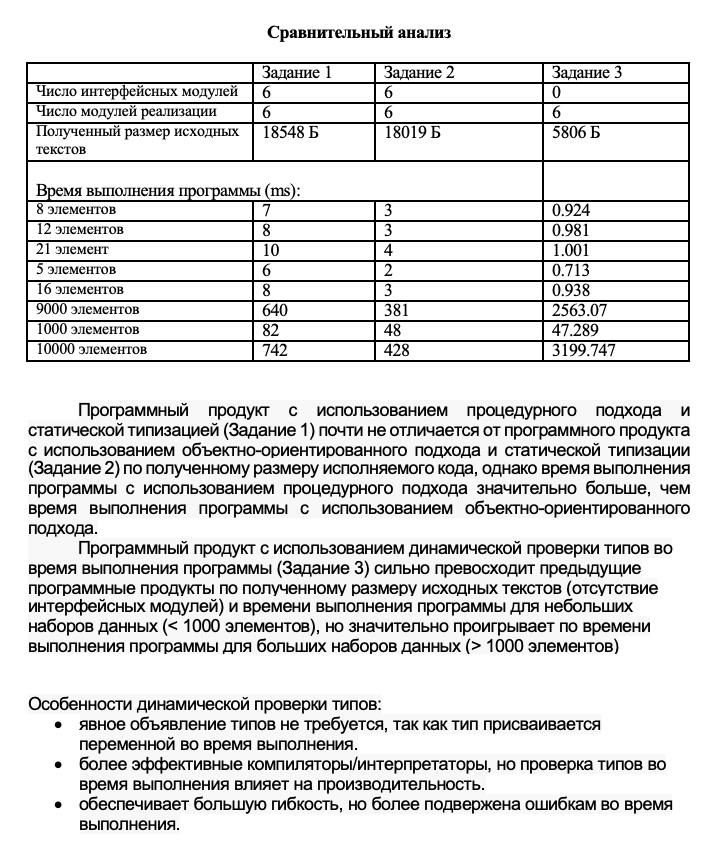 Сравнительный анализ
Задание 1 Задание 2 Задание 3
Число интерфейсных модулей 6 6 0
Число модулей реализации 6 6 6
Полученный размер исходных 18548 Б 18019 Б 5806 Б
текстов
Время выполнения программы (ms):
8 элементов 7 3 0.924
12 элементов 8 3 0.981
21 элемент 10 4 1.001
5 элементов 6 2 0.713
16 элементов 8 3 0.938
9000 элементов 640 381 2563.07
1000 элементов 82 48 47.289
10000 элементов 742 428 3199.747
Программный продукт с использованием процедурного подхода и
статической типизацией (Задание 1) почти не отличается от программного продукта
с использованием объектно-ориентированного подхода и статической типизации
(Задание 2) по полученному размеру исполняемого кода, однако время выполнения
программы с использованием процедурного подхода значительно больше, чем
время выполнения программы с использованием объектно-ориентированного
подхода.
Программный продукт с использованием динамической проверки типов во
время выполнения программы (Задание 3) сильно превосходит предыдущие
программные продукты по полученному размеру исходных текстов (отсутствие
интерфейсных модулей) и времени выполнения программы для небольших
наборов данных (< 1000 элементов), но значительно проигрывает по времени
выполнения программы для больших наборов данных (> 1000 элементов)
Особенности динамической проверки типов:
• явное объявление типов не требуется, так как тип присваивается
переменной во время выполнения.
• более эффективные компиляторы/интерпретаторы, но проверка типов во
время выполнения влияет на производительность.
• обеспечивает большую гибкость, но более подвержена ошибкам во время
выполнения.